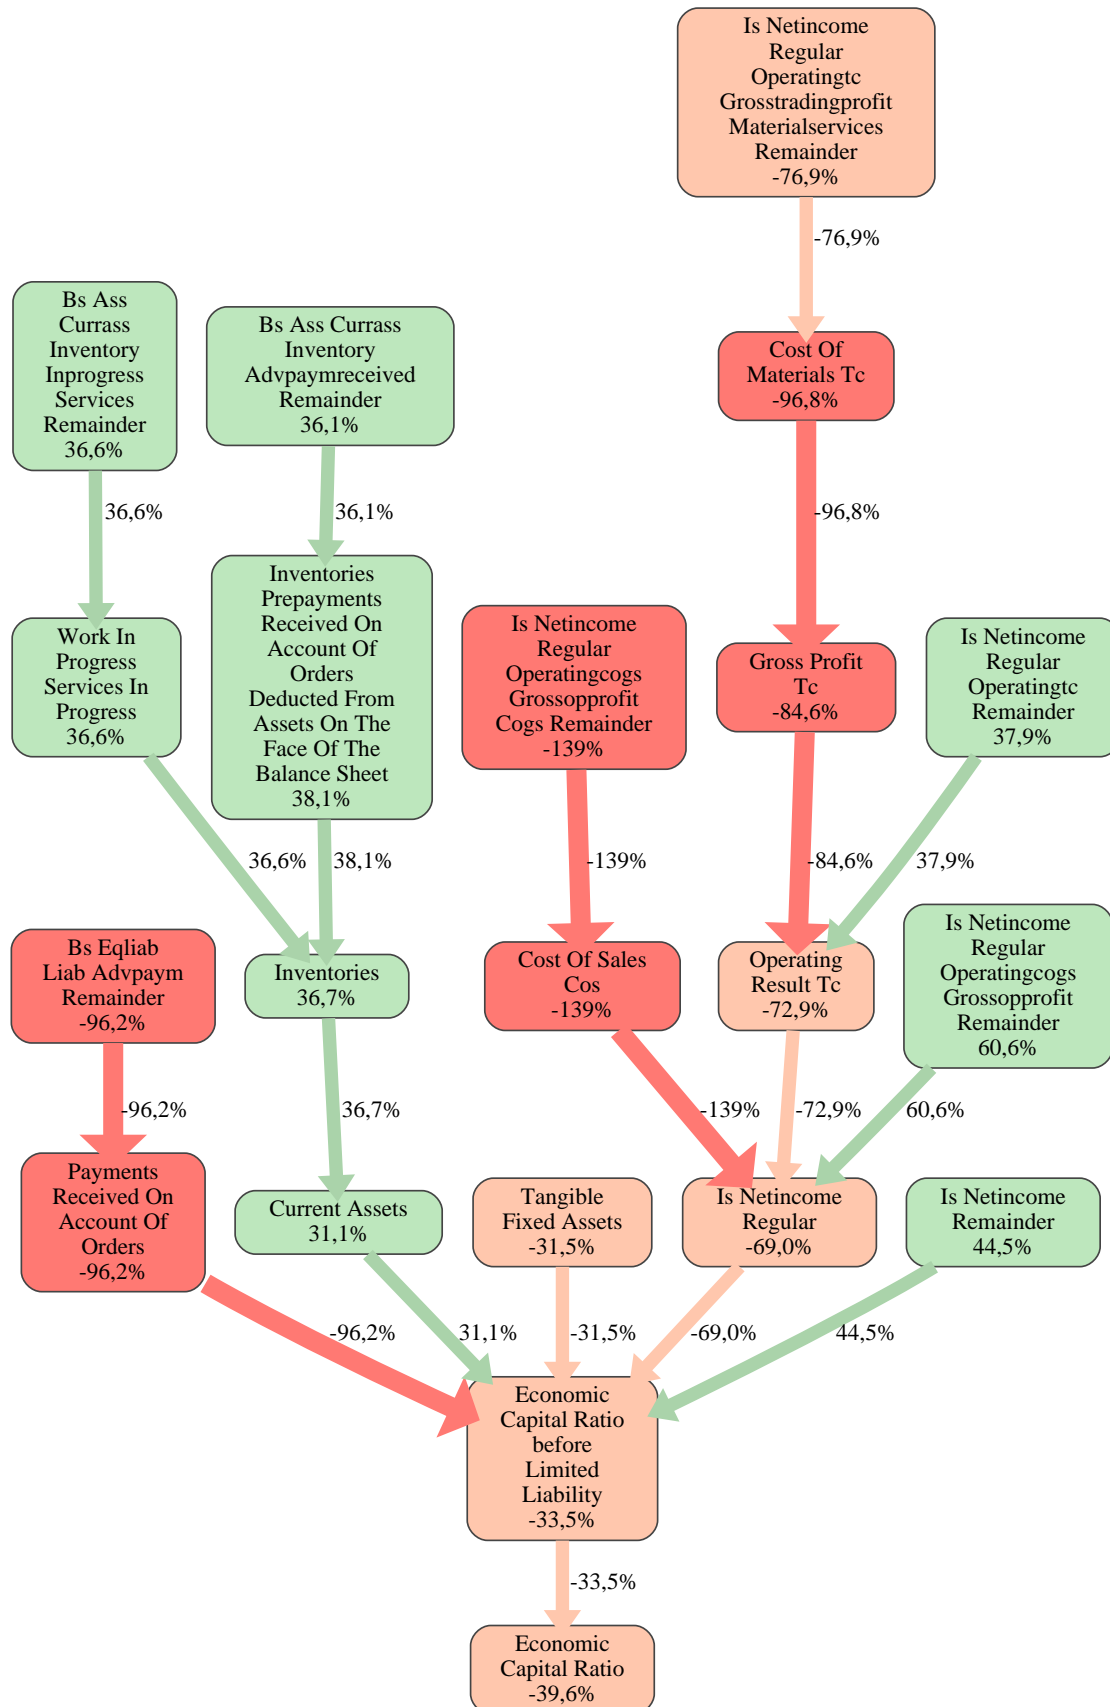 Is Netincome
Regular
Operatingtc
Grosstradingprofit
Materialservices
Remainder
-76,9%
-76,9%
Bs Ass
Currass
Inventory
Inprogress
Services
Remainder
36,6%
Bs Ass Currass
Inventory
Advpaymreceived
Remainder
36,1%
Cost Of
Materials Tc
-96,8%
36,6%
36,1%
-96,8%
Work In
Progress
Services In
Progress
36,6%
Inventories
Prepayments
Received On
Account Of
Orders
Deducted From
Assets On The
Face Of The
Balance Sheet
38,1%
Is Netincome
Regular
Operatingcogs
Grossopprofit
Cogs Remainder
-139%
Gross Profit
Tc
-84,6%
Is Netincome
Regular
Operatingtc
Remainder
37,9%
36,6%
38,1%
-139%
-84,6%
37,9%
Bs Eqliab
Liab Advpaym
Remainder
-96,2%
Inventories
36,7%
Cost Of Sales
Cos
-139%
Operating
Result Tc
-72,9%
Is Netincome
Regular
Operatingcogs
Grossopprofit
Remainder
60,6%
-96,2%
36,7%
-139%
-72,9%
60,6%
Payments
Received On
Account Of
Orders
-96,2%
Current Assets
31,1%
Tangible
Fixed Assets
-31,5%
Is Netincome
Regular
-69,0%
Is Netincome
Remainder
44,5%
-96,2%
31,1%
-31,5%
-69,0%
44,5%
Economic
Capital Ratio
before
Limited
Liability
-33,5%
-33,5%
Economic
Capital Ratio
-39,6%